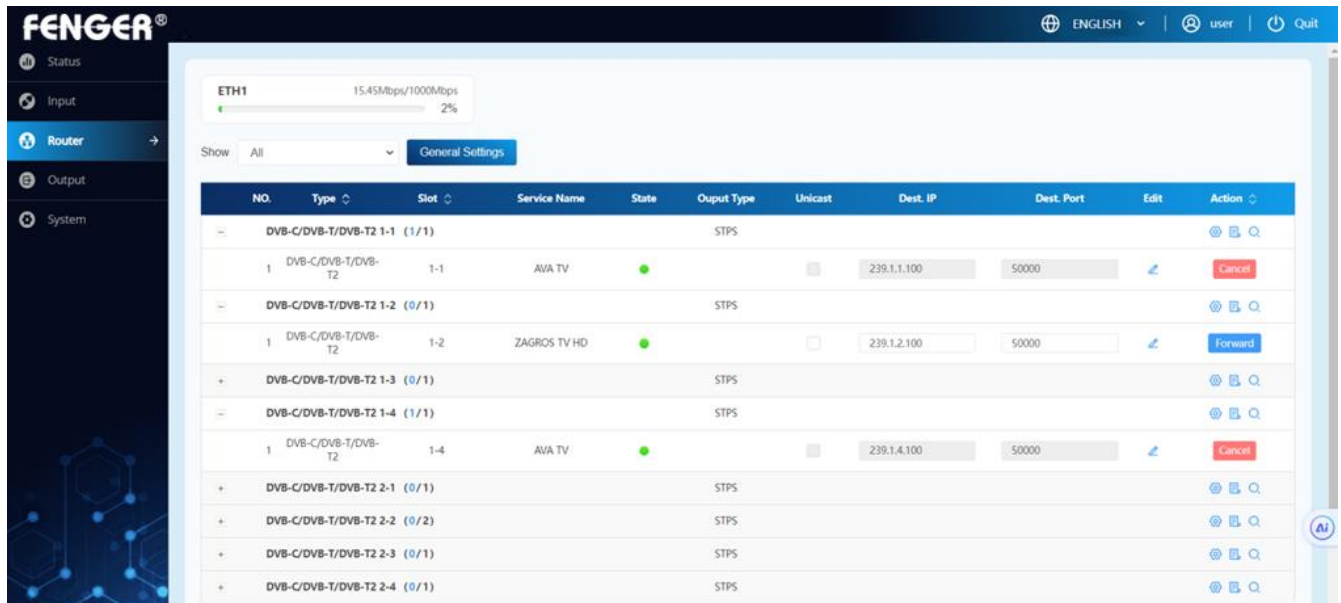 FENGER®
ENGLISH | user | Quit
Status
Input
Router
Output
System
ETH1 15.45Mbps/1000Mbps
2%
Show All General Settings
NO. Type Slot Service Name State Ouput Type Unicast Dest. IP Dest. Port Edit Action
DVB-C/DVB-T/DVB-T2 1-1 (1/1) STPS
1 DVB-C/DVB-T/DVB-T2 1-1 AVA TV 239.1.1.100 50000 Cancel
DVB-C/DVB-T/DVB-T2 1-2 (0/1) STPS
1 DVB-C/DVB-T/DVB-T2 1-2 ZAGROS TV HD 239.1.2.100 50000 Forward
DVB-C/DVB-T/DVB-T2 1-3 (0/1) STPS
DVB-C/DVB-T/DVB-T2 1-4 (1/1) STPS
1 DVB-C/DVB-T/DVB-T2 1-4 AVA TV 239.1.4.100 50000 Cancel
DVB-C/DVB-T/DVB-T2 2-1 (0/1) STPS
DVB-C/DVB-T/DVB-T2 2-2 (0/2) STPS
DVB-C/DVB-T/DVB-T2 2-3 (0/1) STPS
DVB-C/DVB-T/DVB-T2 2-4 (0/1) STPS
Ai